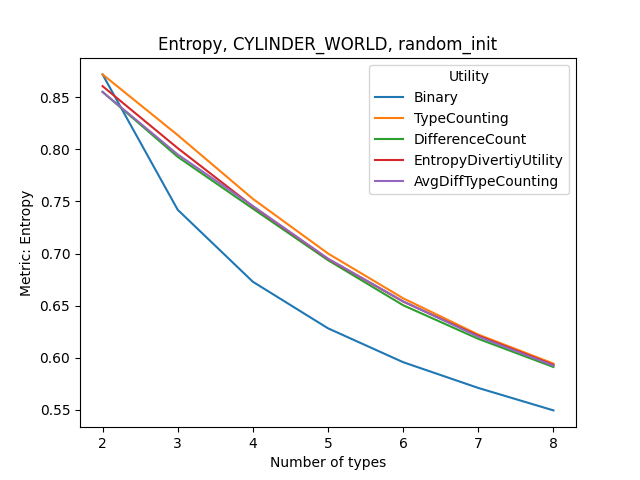 Entropy, CYLINDER_WORLD, random_init
Utility
Binary
TypeCounting
DifferenceCount
EntropyDivertiyUtility
AvgDiffTypeCounting
Metric: Entropy
0.85
0.80
0.75
0.70
0.65
0.60
0.55
2 3 4 5 6 7 8
Number of types